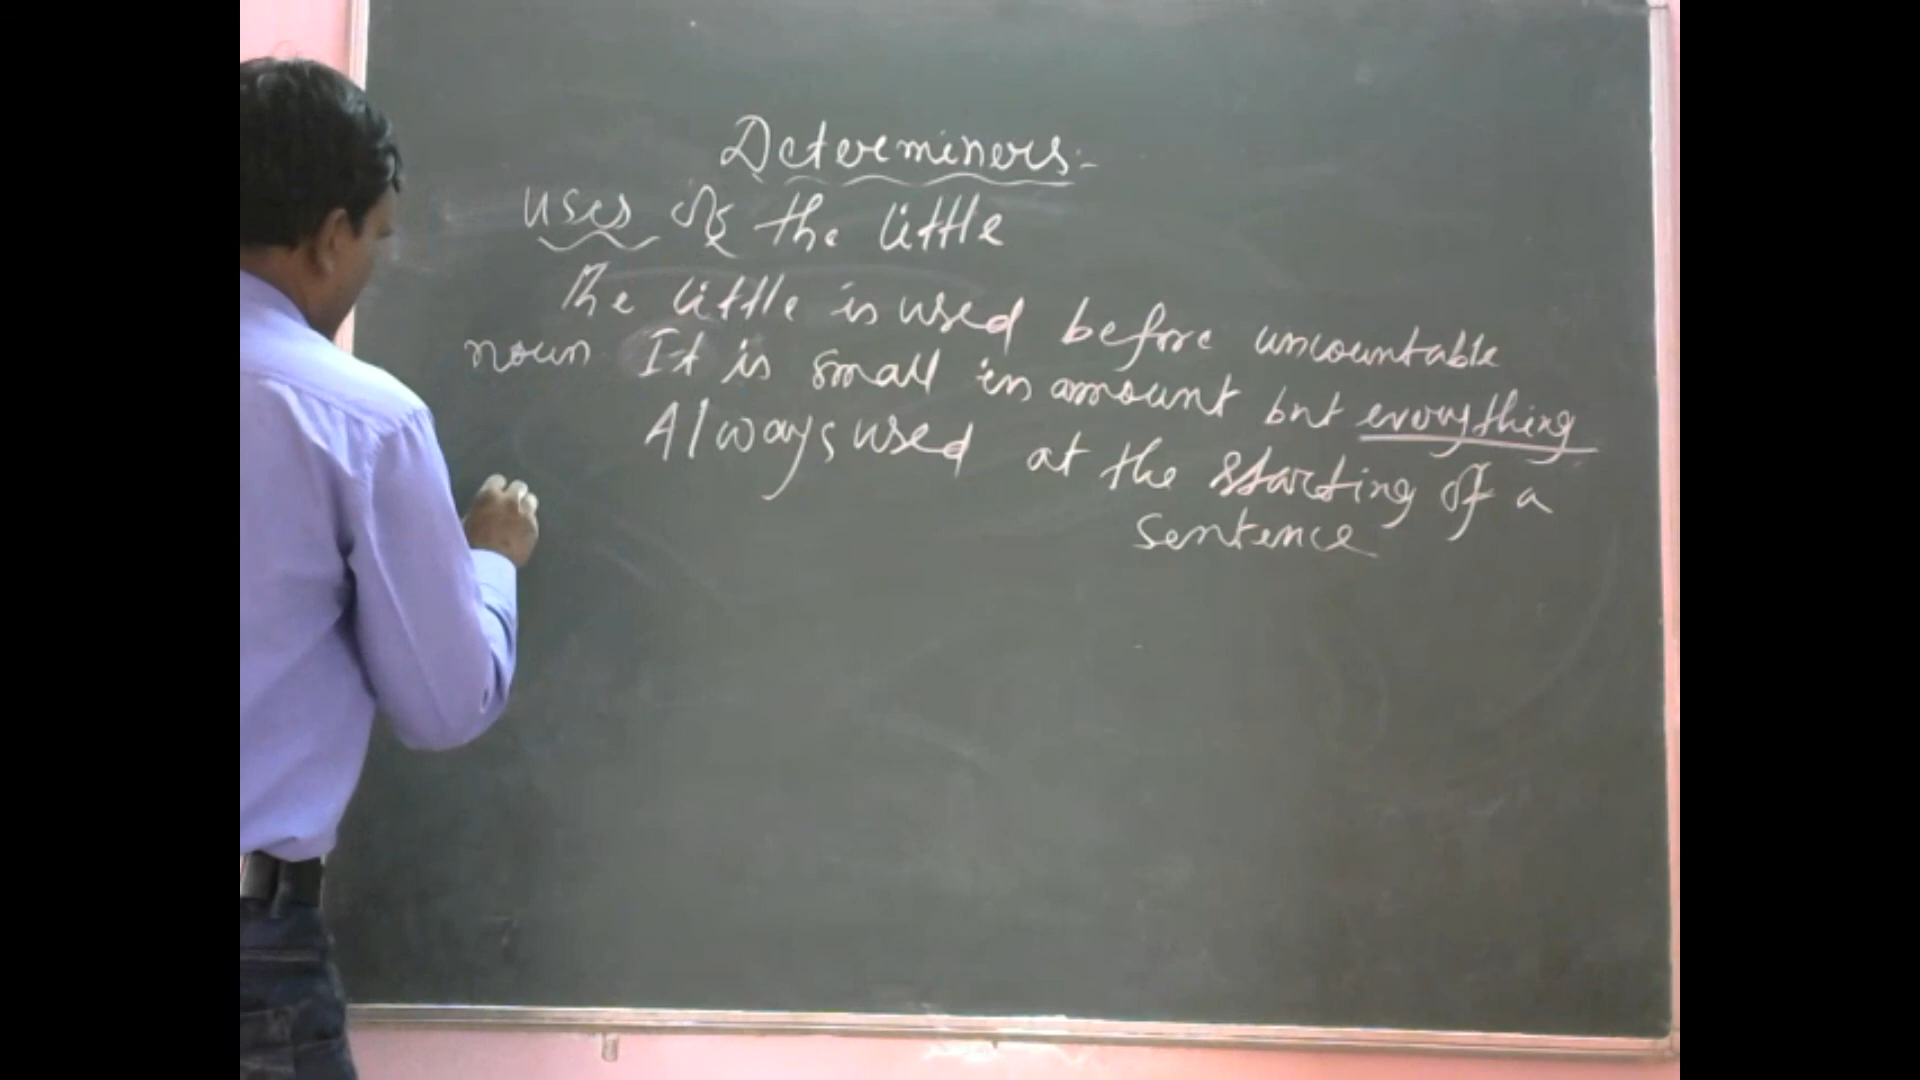 Determiners:-
uses of the little
The little is used before uncountable
noun. It is small in amount but everything
Always used at the starting of a
sentence